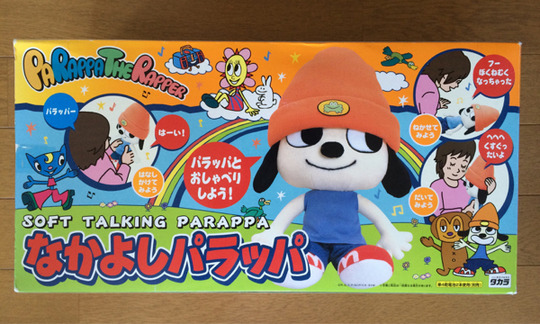 PARAPPA THE RAPPER
パラッパー
はーい!
はなし
かけて
みよう
パラッパと
おしゃべり
しよう!
フー
ぼくねむく
なっちゃった
ねかせて
みよう
へへへ
くすぐっ
たいよ
だいて
みよう
SOFT TALKING PARAPPA
なかよしパラッパ
タカラ